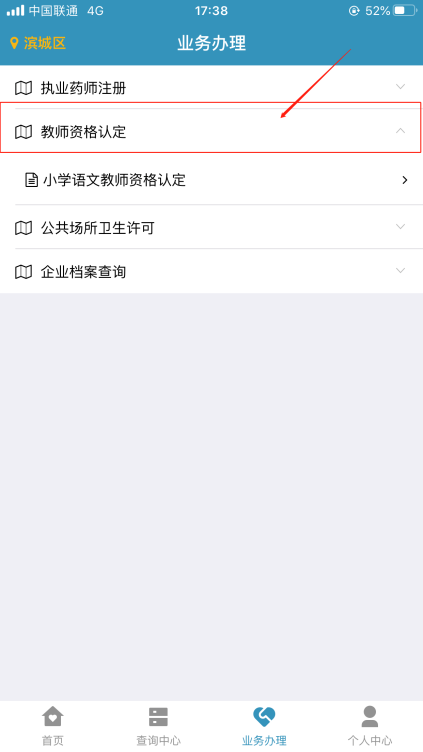 中国联通 4G 17:38 52%
滨城区 业务办理
执业药师注册
教师资格认定
小学语文教师资格认定
公共场所卫生许可
企业档案查询
首页 查询中心 业务办理 个人中心